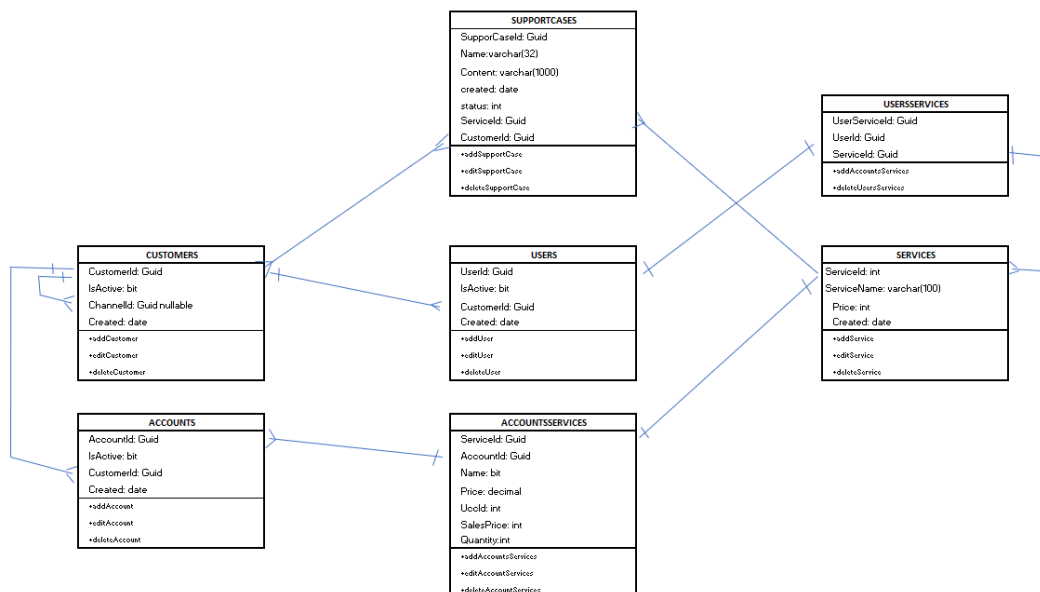 SUPPORTCASES
SupporCaseId: Guid
Name:varchar(32)
Content: varchar(1000)
created: date
status: int
ServiceId: Guid
CustomerId: Guid
+addSupportCase
+editSupportCase
+deleteSupportCase
USERSSERVICES
UserServiceId: Guid
UserId: Guid
ServiceId: Guid
+addAccountsServices
+deleteUsersServices
CUSTOMERS
CustomerId: Guid
IsActive: bit
ChannelId: Guid nullable
Created: date
+addCustomer
+editCustomer
+deleteCustomer
USERS
UserId: Guid
IsActive: bit
CustomerId: Guid
Created: date
+addUser
+editUser
+deleteUser
SERVICES
ServiceId: int
ServiceName: varchar(100)
Price: int
Created: date
+addService
+editService
+deleteService
ACCOUNTS
AccountId: Guid
IsActive: bit
CustomerId: Guid
Created: date
+addAccount
+editAccount
+deleteAccount
ACCOUNTSSERVICES
ServiceId: Guid
AccountId: Guid
Name: bit
Price: decimal
UccId: int
SalesPrice: int
Quantity:int
+addAccountsServices
+editAccountServices
+deleteAccountServices